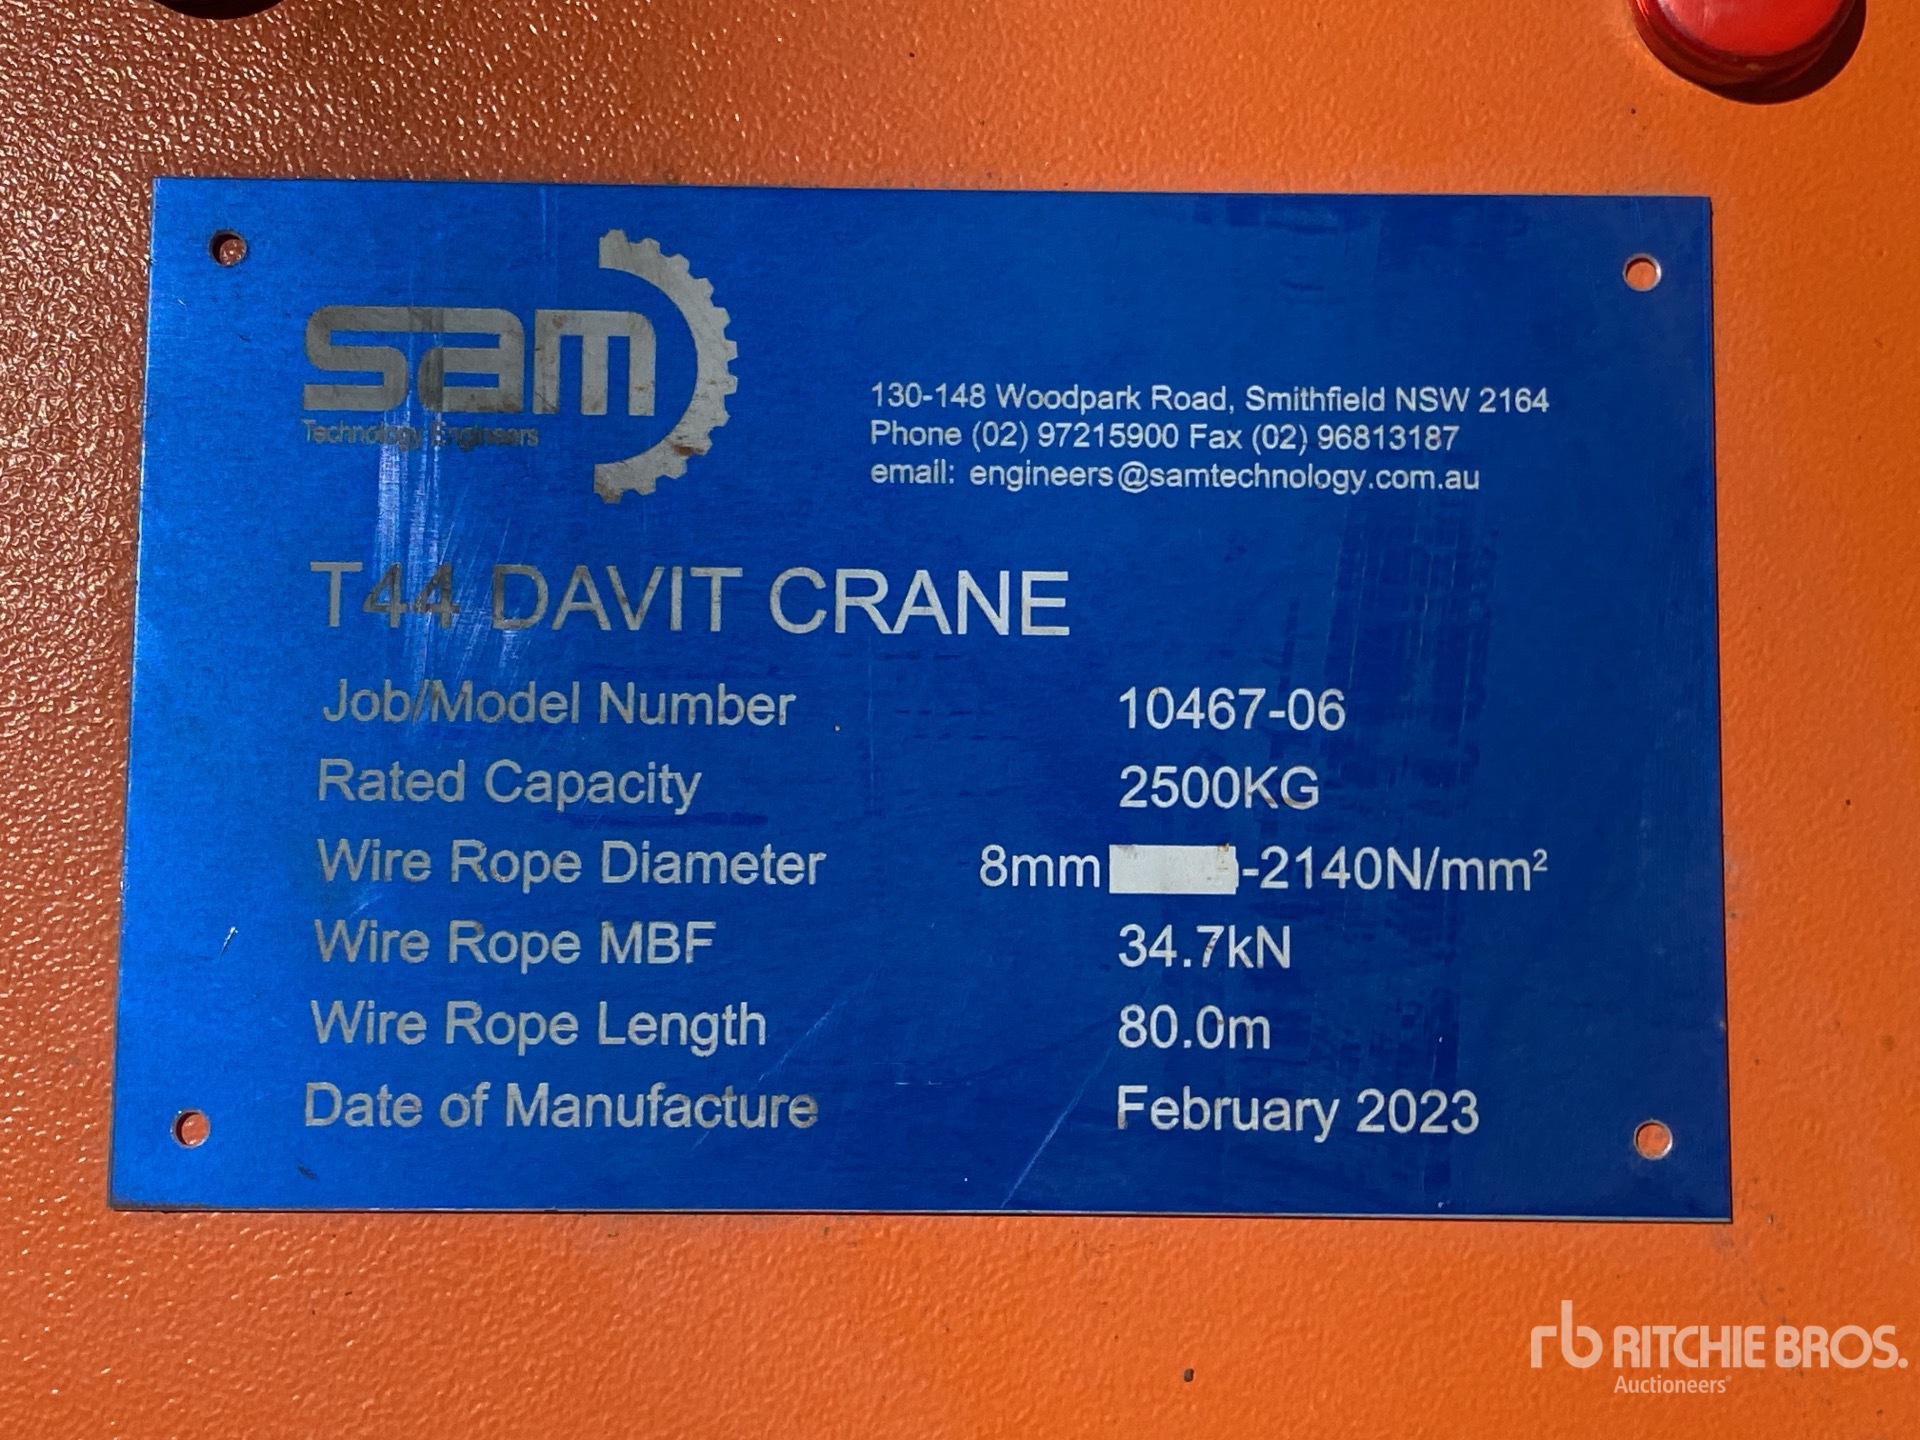 sam
Technology Engineers
130-148 Woodpark Road, Smithfield NSW 2164
Phone (02) 97215900 Fax (02) 96813187
email: engineers@samtechnology.com.au
T44 DAVIT CRANE
Job/Model Number 10467-06
Rated Capacity 2500KG
Wire Rope Diameter 8mm -2140N/mm²
Wire Rope MBF 34.7kN
Wire Rope Length 80.0m
Date of Manufacture February 2023
rb RITCHIE BROS.
Auctioneers